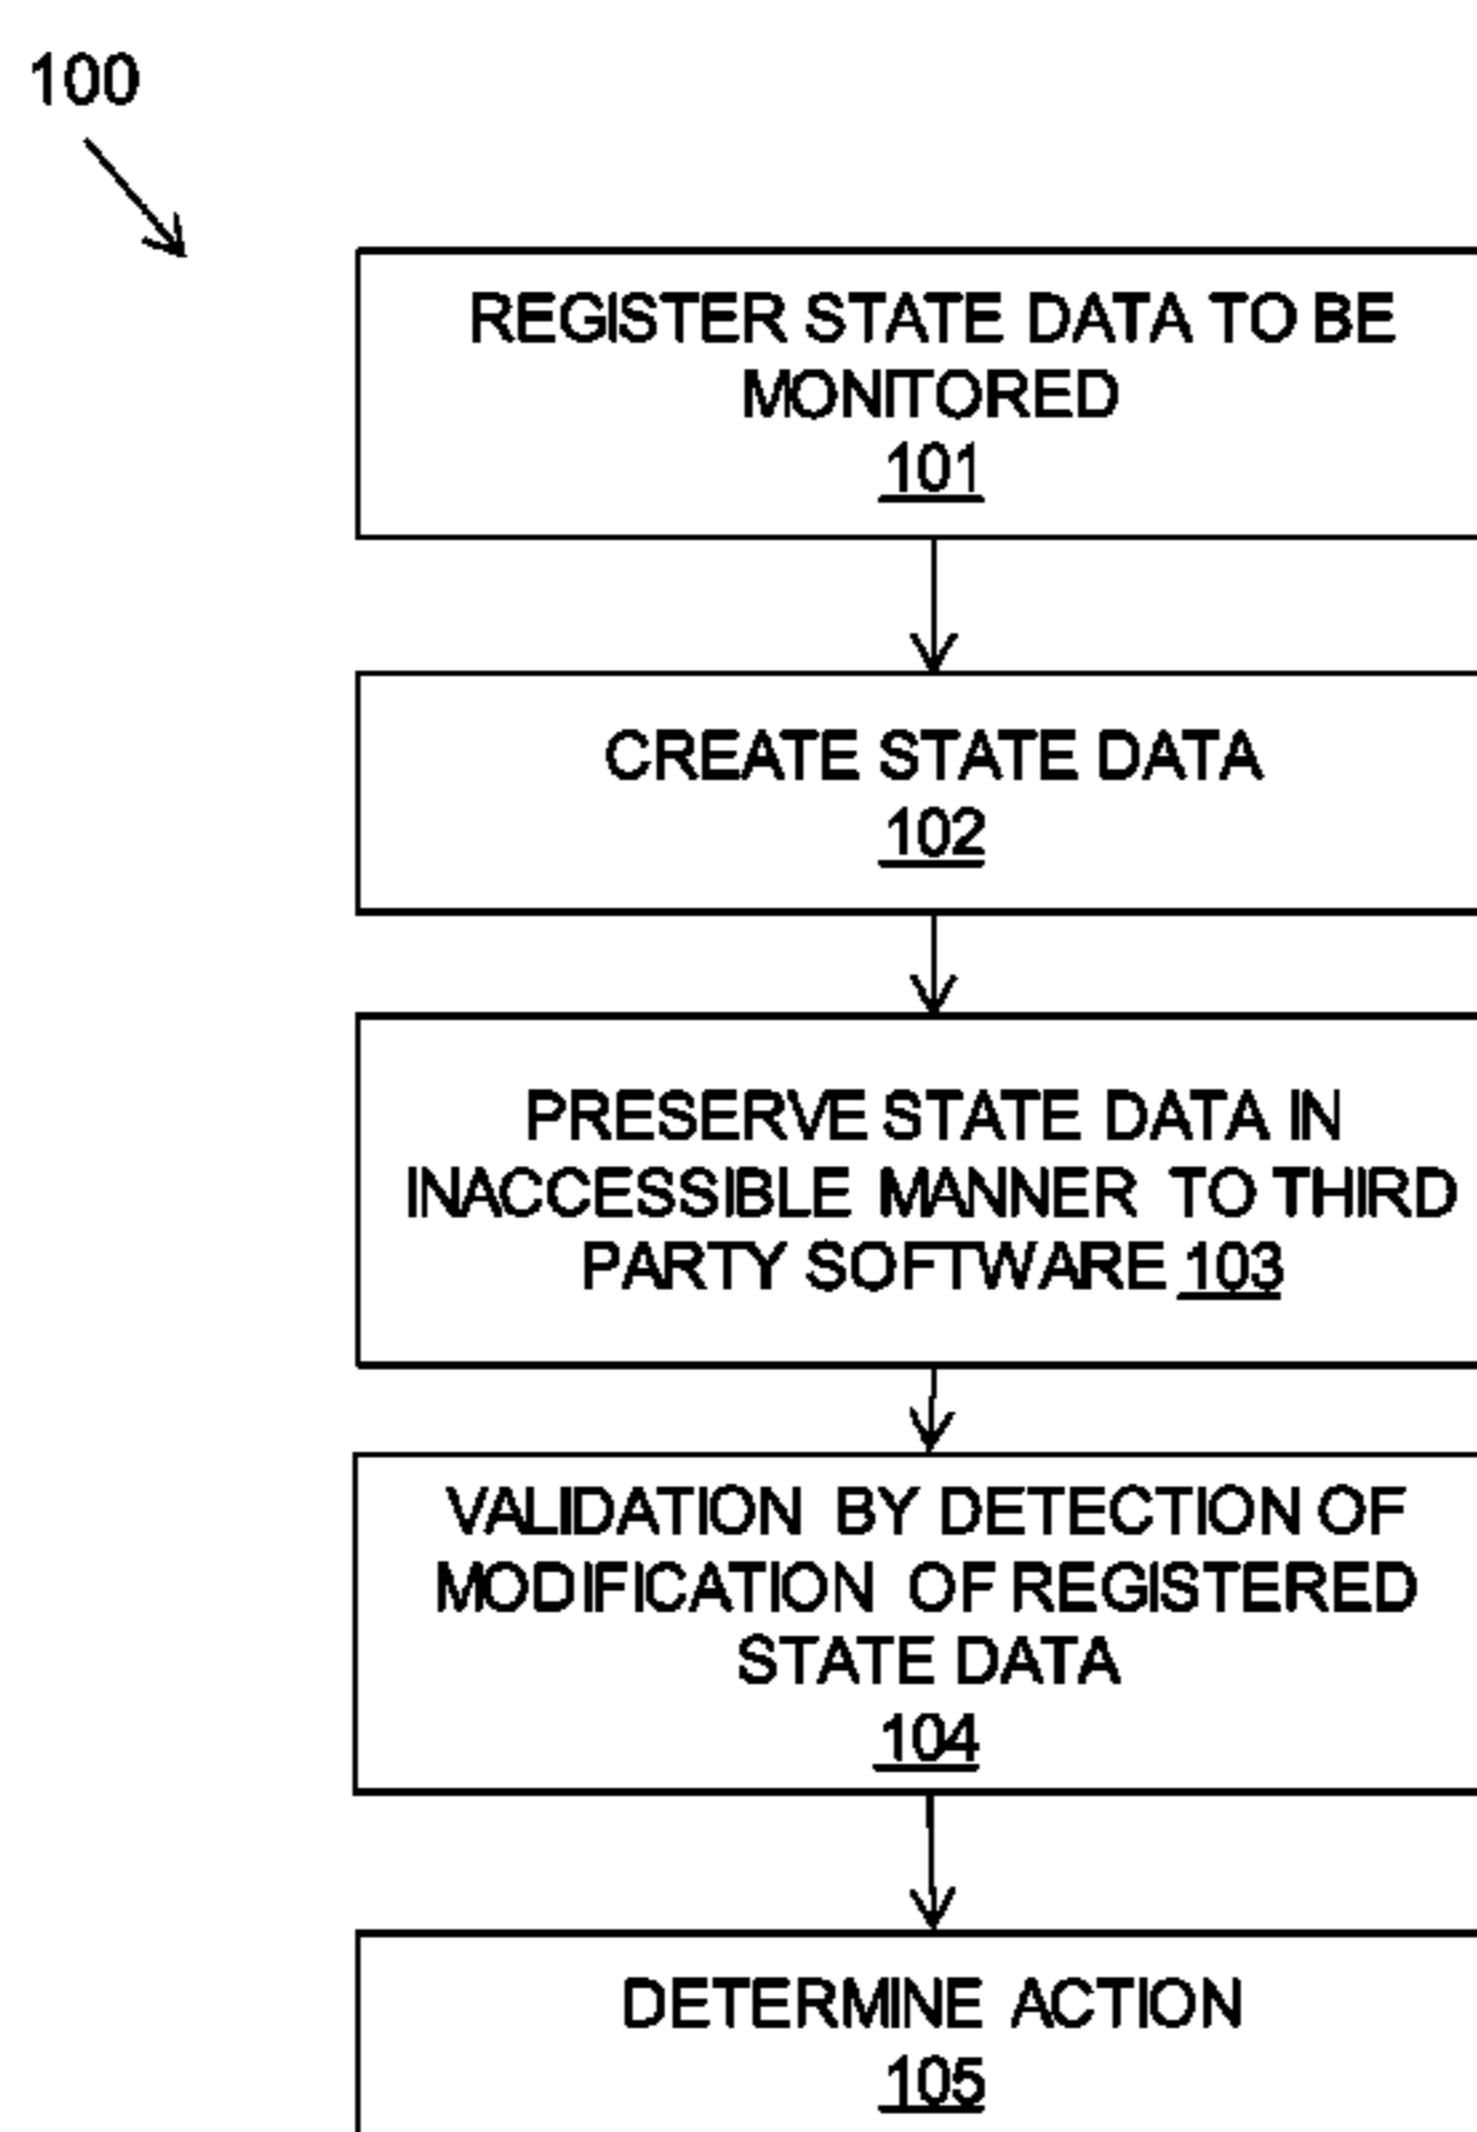 100
REGISTER STATE DATA TO BE
MONITORED
101
CREATE STATE DATA
102
PRESERVE STATE DATA IN
INACCESSIBLE MANNER TO THIRD
PARTY SOFTWARE 103
VALIDATION BY DETECTION OF
MODIFICATION OF REGISTERED
STATE DATA
104
DETERMINE ACTION
105